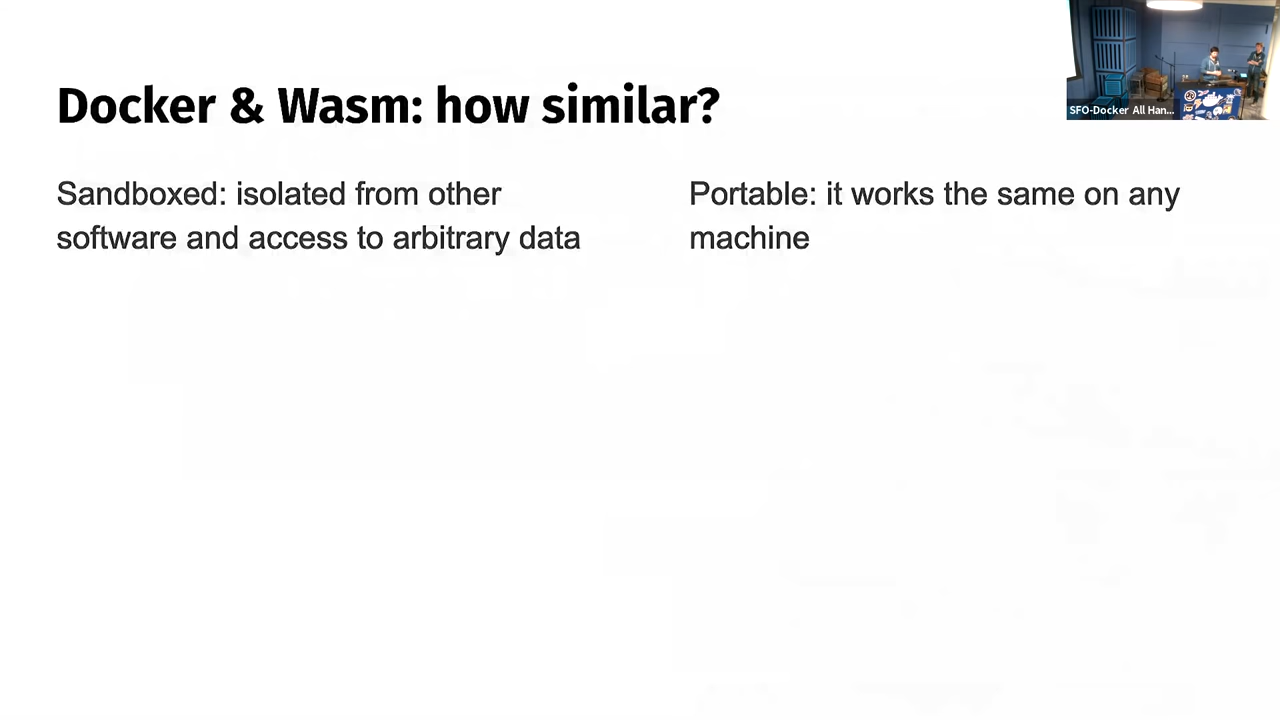 Docker & Wasm: how similar?
SFO-Docker All Han...
Sandboxed: isolated from other
software and access to arbitrary data
Portable: it works the same on any
machine